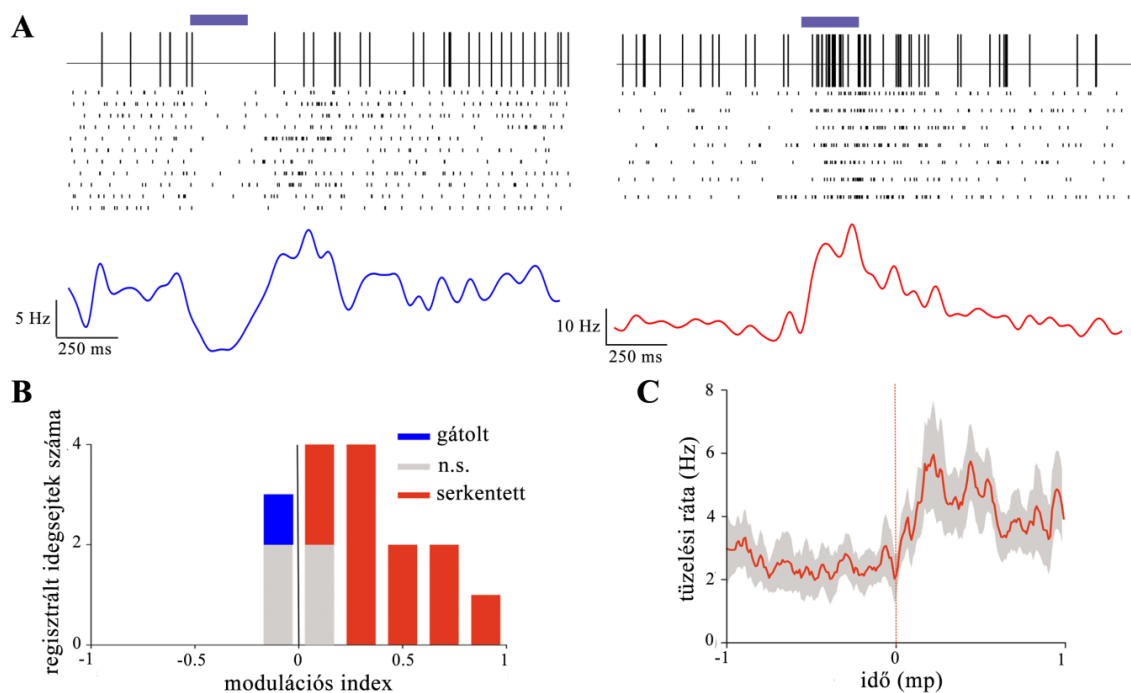 A
5 Hz
250 ms
10 Hz
250 ms
B
regisztrált idegsejtek száma
4
2
0
-1
-0.5
0
0.5
1
modulációs index
gátolt
n.s.
serkentett
C
tüzelési ráta (Hz)
8
6
4
2
0
-1
0
1
idő (mp)